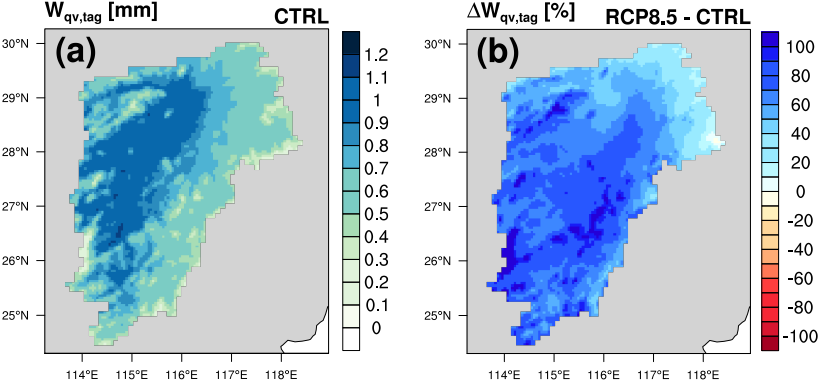 W_qv,tag [mm] CTRL
(a)
30°N
29°N
28°N
27°N
26°N
25°N
114°E 115°E 116°E 117°E 118°E
1.2
1.1
1
0.9
0.8
0.7
0.6
0.5
0.4
0.3
0.2
0.1
0
ΔW_qv,tag [%] RCP8.5 - CTRL
(b)
30°N
29°N
28°N
27°N
26°N
25°N
114°E 115°E 116°E 117°E 118°E
100
80
60
40
20
0
-20
-40
-60
-80
-100